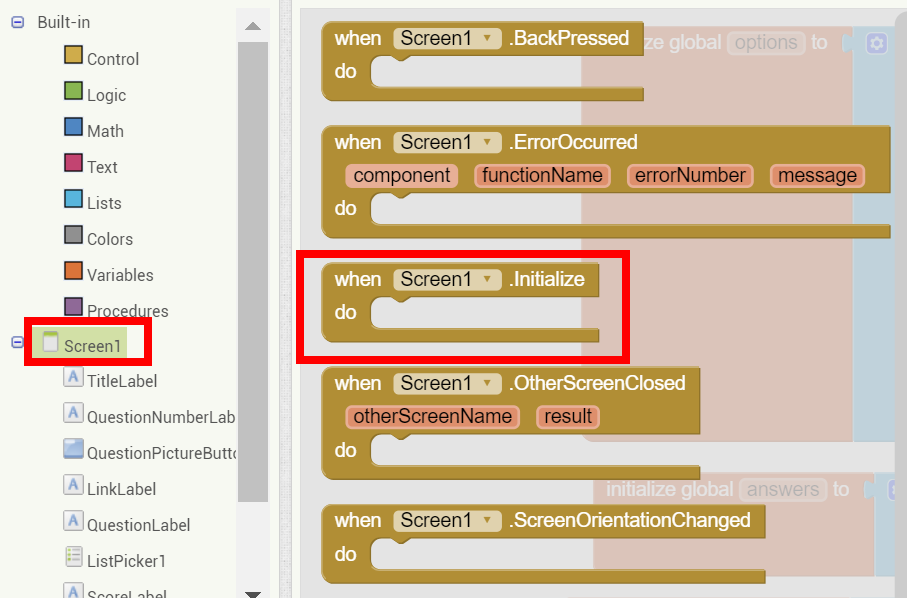 Built-in
Control
Logic
Math
Text
Lists
Colors
Variables
Procedures
Screen1
A TitleLabel
A QuestionNumberLab
QuestionPictureButto
A LinkLabel
A QuestionLabel
ListPicker1
A ScoreLabel
when Screen1 .BackPressed
do
when Screen1 .ErrorOccurred
component functionName errorNumber message
do
when Screen1 .Initialize
do
when Screen1 .OtherScreenClosed
otherScreenName result
do
when Screen1 .ScreenOrientationChanged
do
ze global options to
initialize global answers to